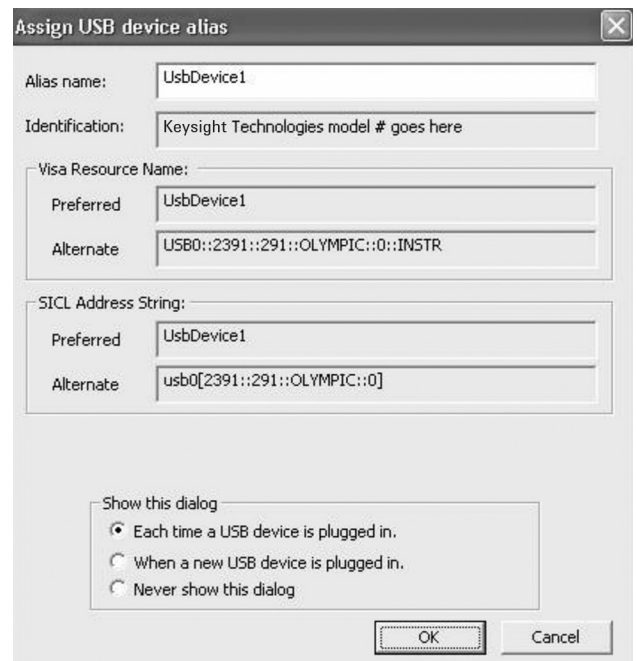 Assign USB device alias
Alias name: UsbDevice1
Identification: Keysight Technologies model # goes here
Visa Resource Name:
Preferred UsbDevice1
Alternate USB0::2391::291::OLYMPIC::0::INSTR
SICL Address String:
Preferred UsbDevice1
Alternate usb0[2391::291::OLYMPIC::0]
Show this dialog
Each time a USB device is plugged in.
When a new USB device is plugged in.
Never show this dialog
OK Cancel